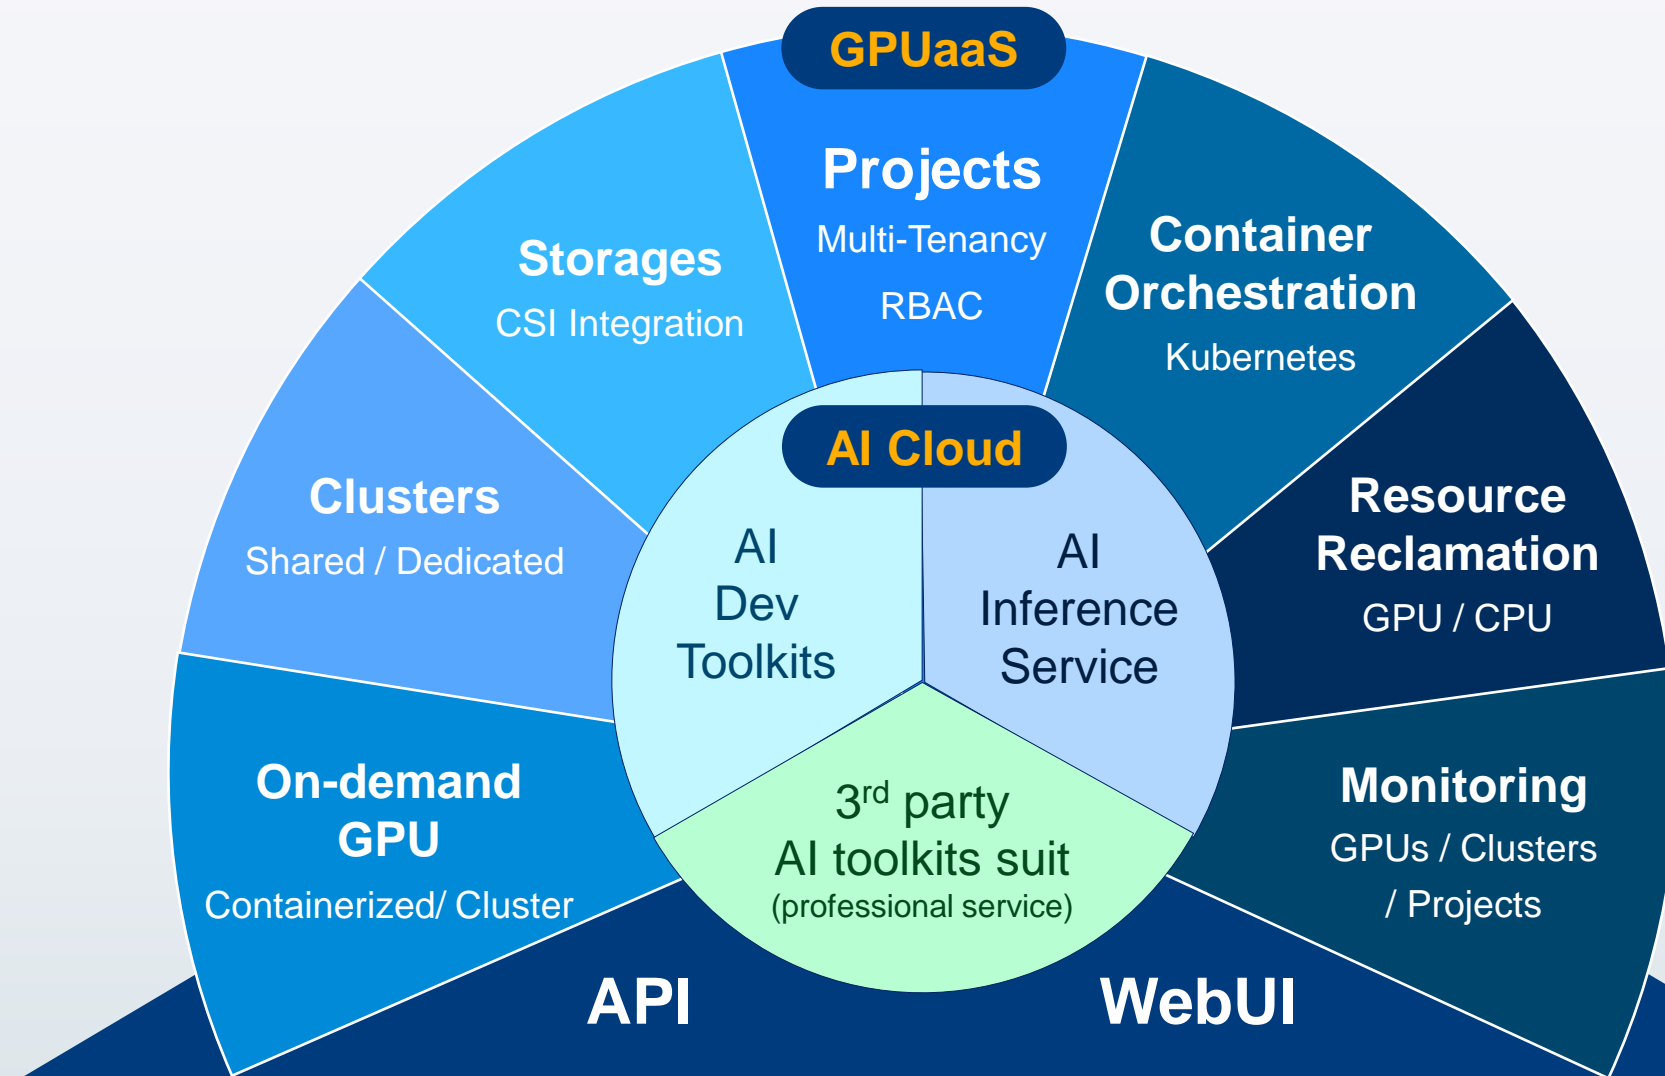 GPUaaS
Projects
Multi-Tenancy
RBAC
Storages
CSI Integration
Container
Orchestration
Kubernetes
Clusters
Shared / Dedicated
Resource
Reclamation
GPU / CPU
On-demand
GPU
Containerized/ Cluster
Monitoring
GPUs / Clusters
/ Projects
AI Cloud
AI
Dev
Toolkits
AI
Inference
Service
3rd party
AI toolkits suit
(professional service)
API
WebUI